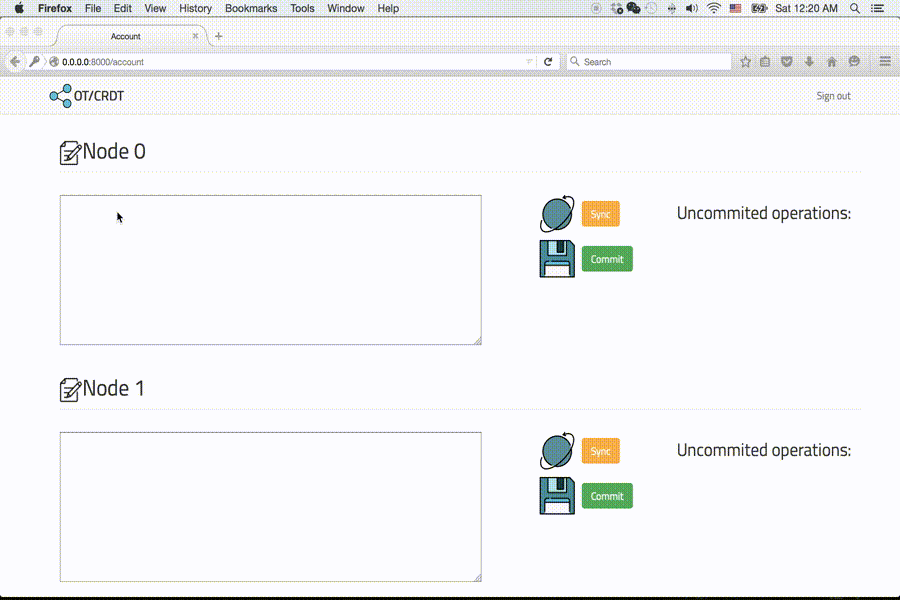 Firefox File Edit View History Bookmarks Tools Window Help Sat 12:20 AM
Account
0.0.0.0:8000/account Search
OT/CRDT Sign out
Node 0
Sync Uncommited operations:
Commit
Node 1
Sync Uncommited operations:
Commit